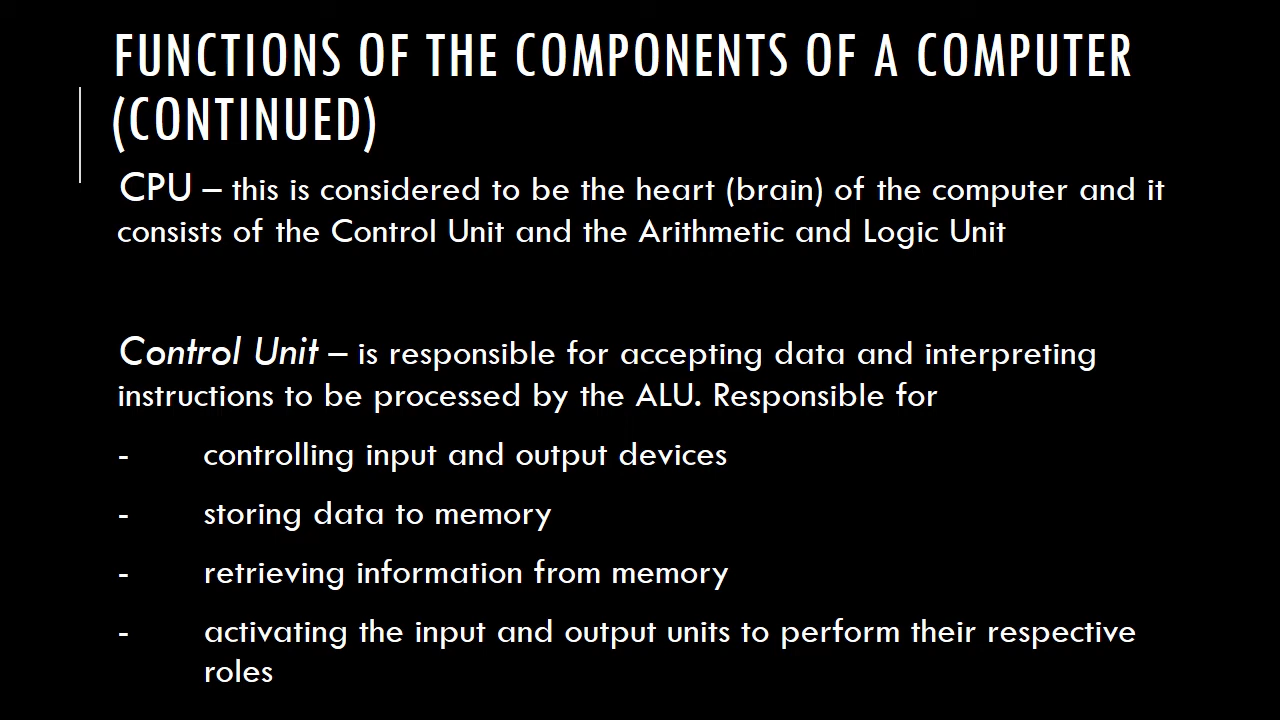 FUNCTIONS OF THE COMPONENTS OF A COMPUTER
(CONTINUED)
CPU – this is considered to be the heart (brain) of the computer and it
consists of the Control Unit and the Arithmetic and Logic Unit
Control Unit – is responsible for accepting data and interpreting
instructions to be processed by the ALU. Responsible for
- controlling input and output devices
- storing data to memory
- retrieving information from memory
- activating the input and output units to perform their respective
roles